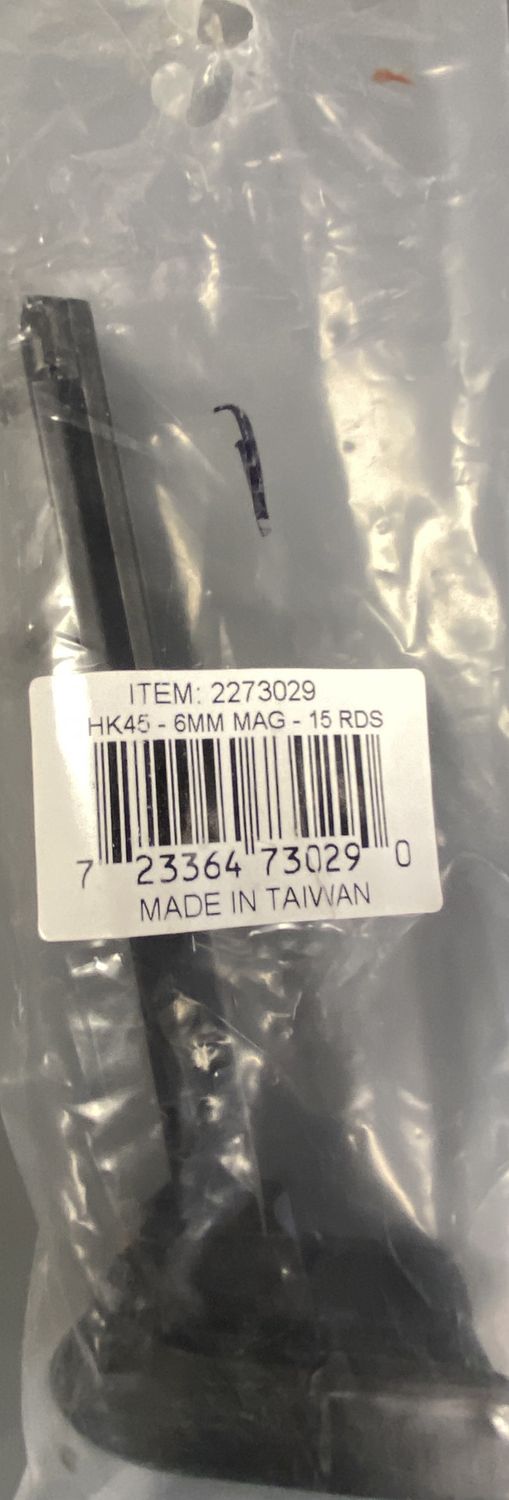 ITEM: 2273029
HK45 - 6MM MAG - 15 RDS
7 23364 73029 0
MADE IN TAIWAN